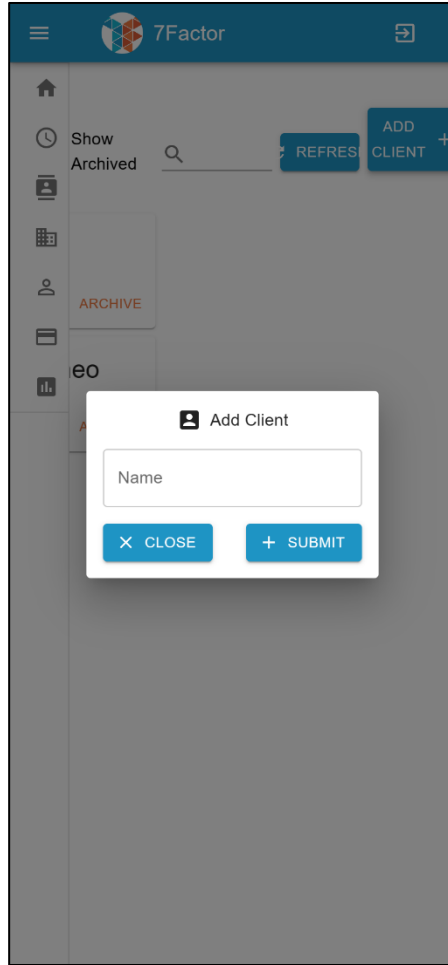 7Factor
Show
Archived
REFRES
ADD
CLIENT
ARCHIVE
eo
Add Client
Name
CLOSE
SUBMIT